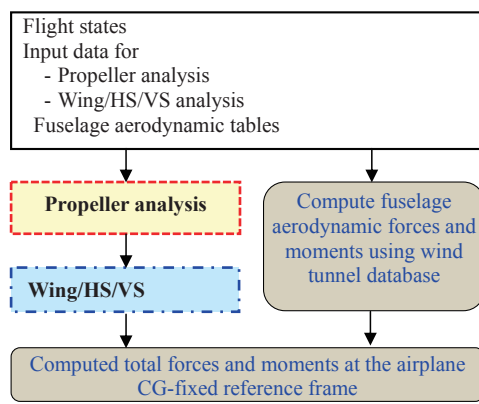 Flight states
Input data for
- Propeller analysis
- Wing/HS/VS analysis
Fuselage aerodynamic tables
Propeller analysis
Wing/HS/VS
Compute fuselage
aerodynamic forces and
moments using wind
tunnel database
Computed total forces and moments at the airplane
CG-fixed reference frame